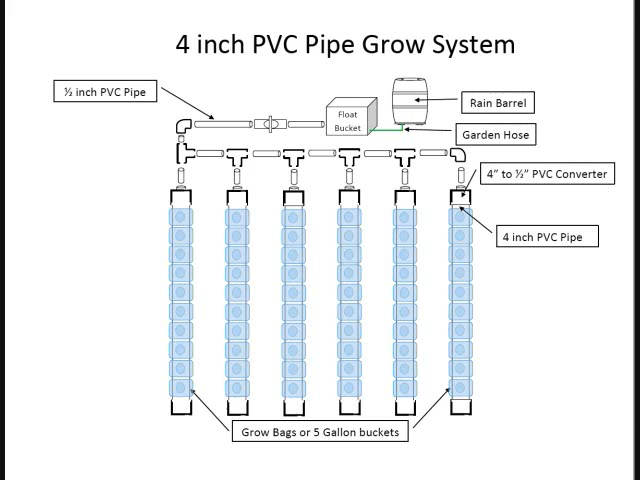 4 inch PVC Pipe Grow System
½ inch PVC Pipe
Float
Bucket
Rain Barrel
Garden Hose
4” to ½” PVC Converter
4 inch PVC Pipe
Grow Bags or 5 Gallon buckets